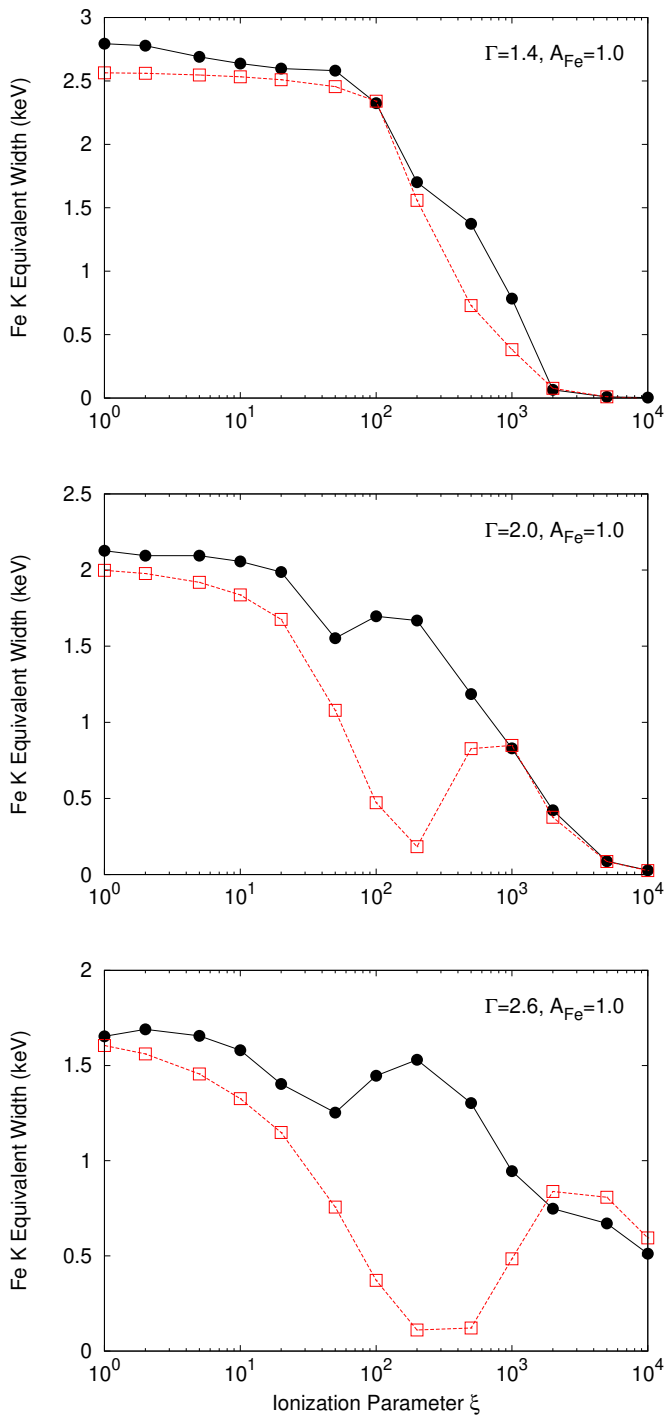 3
2.5
2
1.5
1
0.5
0
Fe K Equivalent Width (keV)
Γ=1.4, A_Fe=1.0
10^0 10^1 10^2 10^3 10^4
2.5
2
1.5
1
0.5
0
Fe K Equivalent Width (keV)
Γ=2.0, A_Fe=1.0
10^0 10^1 10^2 10^3 10^4
2
1.5
1
0.5
0
Fe K Equivalent Width (keV)
Γ=2.6, A_Fe=1.0
10^0 10^1 10^2 10^3 10^4
Ionization Parameter ξ